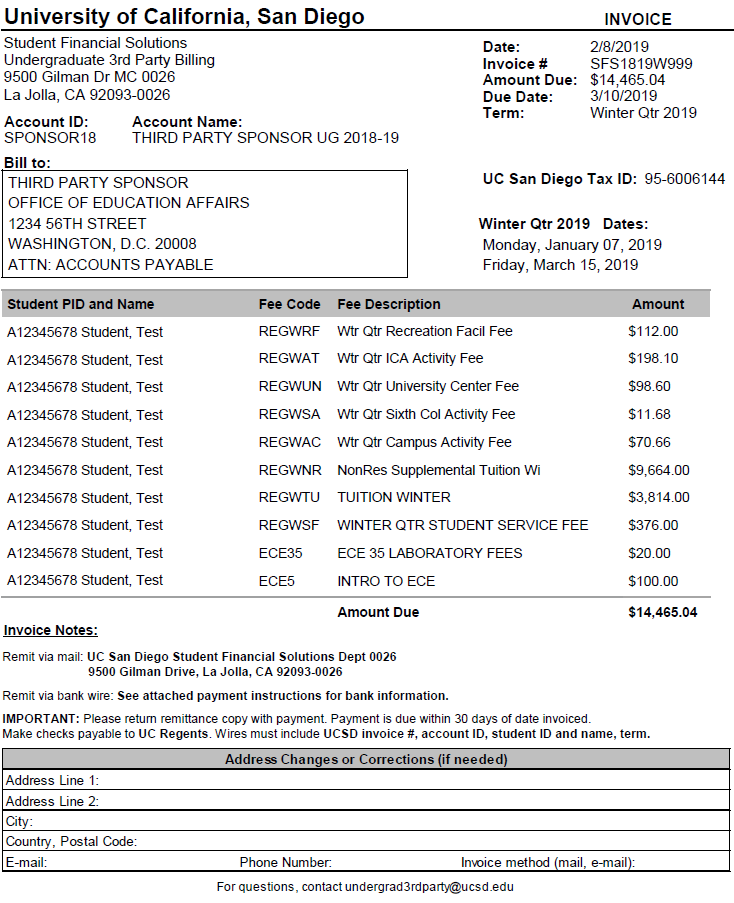 University of California, San Diego
INVOICE
Student Financial Solutions
Undergraduate 3rd Party Billing
9500 Gilman Dr MC 0026
La Jolla, CA 92093-0026
Date: 2/8/2019
Invoice # SFS1819W999
Amount Due: $14,465.04
Due Date: 3/10/2019
Term: Winter Qtr 2019
Account ID: Account Name:
SPONSOR18 THIRD PARTY SPONSOR UG 2018-19
Bill to:
THIRD PARTY SPONSOR
OFFICE OF EDUCATION AFFAIRS
1234 56TH STREET
WASHINGTON, D.C. 20008
ATTN: ACCOUNTS PAYABLE
UC San Diego Tax ID: 95-6006144
Winter Qtr 2019 Dates:
Monday, January 07, 2019
Friday, March 15, 2019
Student PID and Name Fee Code Fee Description Amount
A12345678 Student, Test REGWRF Wtr Qtr Recreation Facil Fee $112.00
A12345678 Student, Test REGWAT Wtr Qtr ICA Activity Fee $198.10
A12345678 Student, Test REGWUN Wtr Qtr University Center Fee $98.60
A12345678 Student, Test REGWSA Wtr Qtr Sixth Col Activity Fee $11.68
A12345678 Student, Test REGWAC Wtr Qtr Campus Activity Fee $70.66
A12345678 Student, Test REGWNR NonRes Supplemental Tuition Wi $9,664.00
A12345678 Student, Test REGWTU TUITION WINTER $3,814.00
A12345678 Student, Test REGWSF WINTER QTR STUDENT SERVICE FEE $376.00
A12345678 Student, Test ECE35 ECE 35 LABORATORY FEES $20.00
A12345678 Student, Test ECE5 INTRO TO ECE $100.00
Amount Due $14,465.04
Invoice Notes:
Remit via mail: UC San Diego Student Financial Solutions Dept 0026
9500 Gilman Drive, La Jolla, CA 92093-0026
Remit via bank wire: See attached payment instructions for bank information.
IMPORTANT: Please return remittance copy with payment. Payment is due within 30 days of date invoiced.
Make checks payable to UC Regents. Wires must include UCSD invoice #, account ID, student ID and name, term.
Address Changes or Corrections (if needed)
Address Line 1:
Address Line 2:
City:
Country, Postal Code:
E-mail: Phone Number: Invoice method (mail, e-mail):
For questions, contact undergrad3rdparty@ucsd.edu